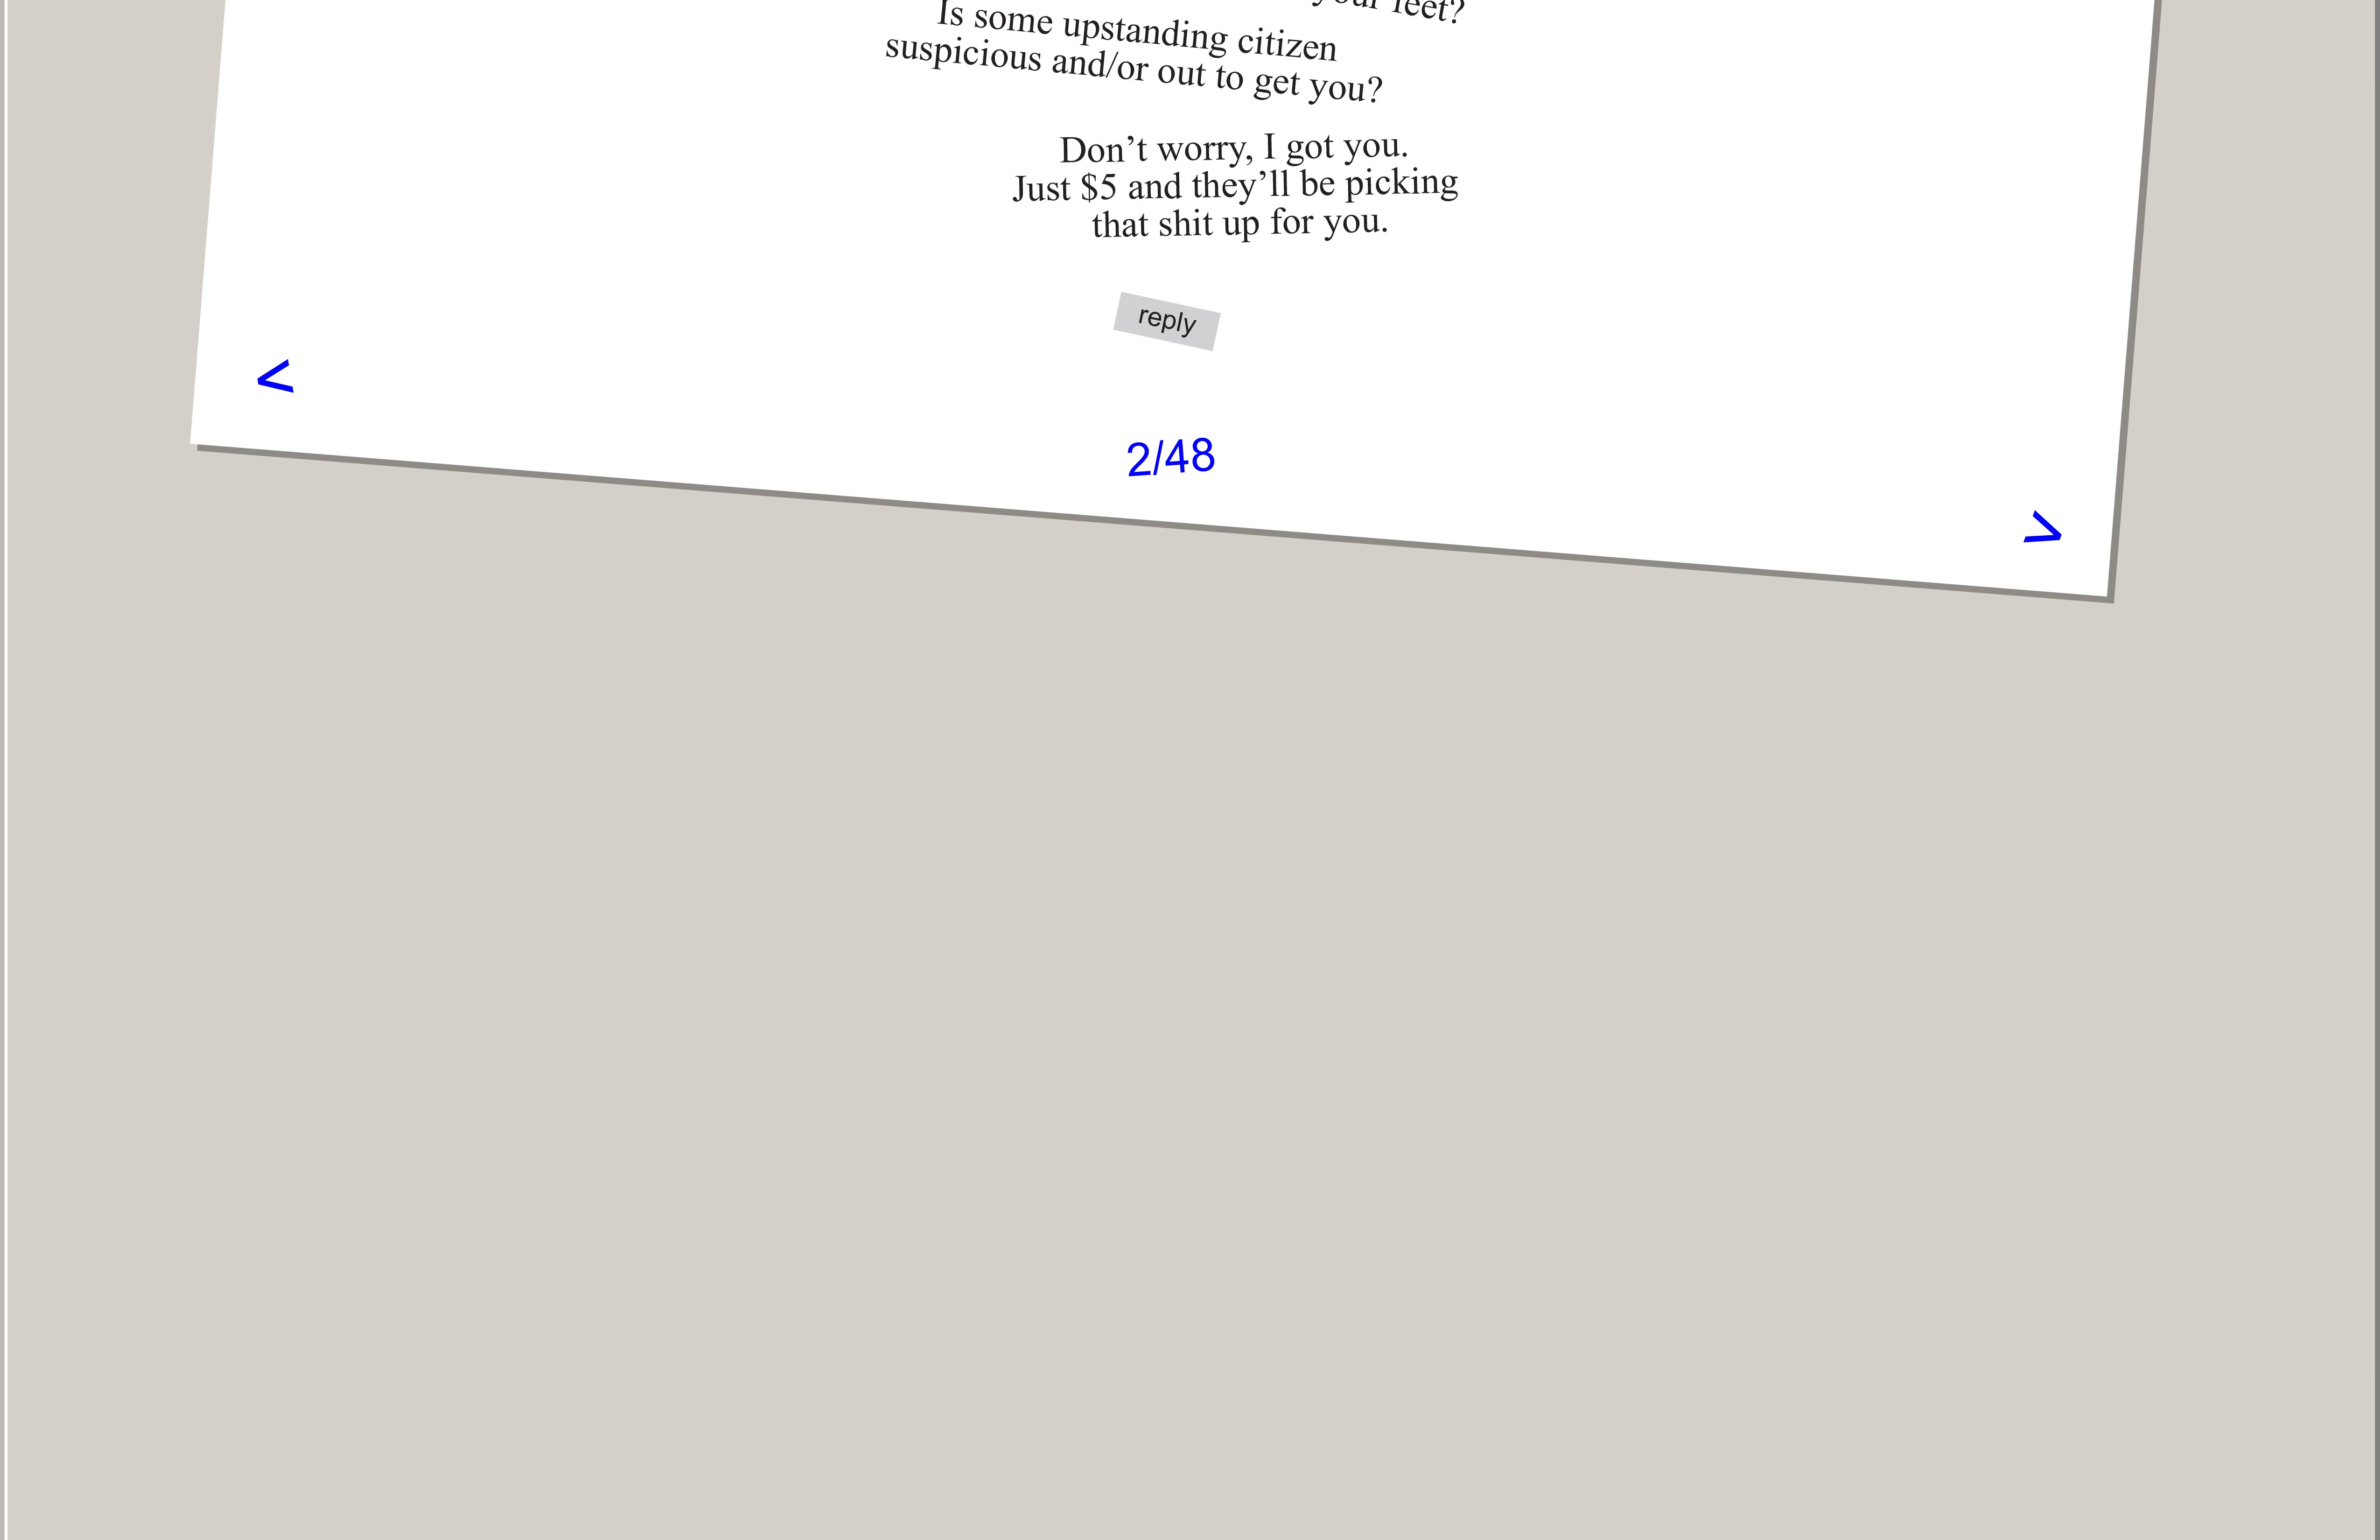 your feet?
Is some upstanding citizen
suspicious and/or out to get you?
Don’t worry, I got you.
Just $5 and they’ll be picking
that shit up for you.
reply
<
2/48
>